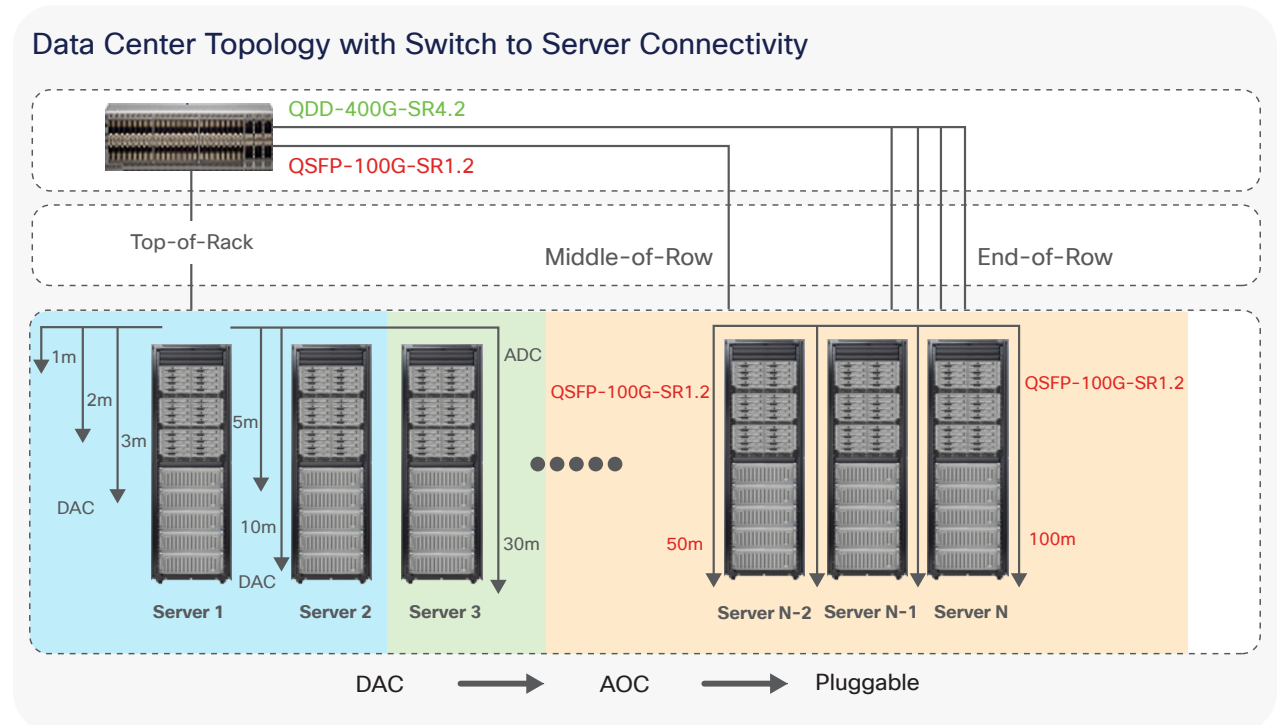 Data Center Topology with Switch to Server Connectivity
QDD-400G-SR4.2
QSFP-100G-SR1.2
Top-of-Rack
Middle-of-Row
End-of-Row
1m
2m
3m
DAC
5m
10m
DAC
ADC
30m
QSFP-100G-SR1.2
50m
QSFP-100G-SR1.2
100m
Server 1
Server 2
Server 3
Server N-2
Server N-1
Server N
DAC
AOC
Pluggable